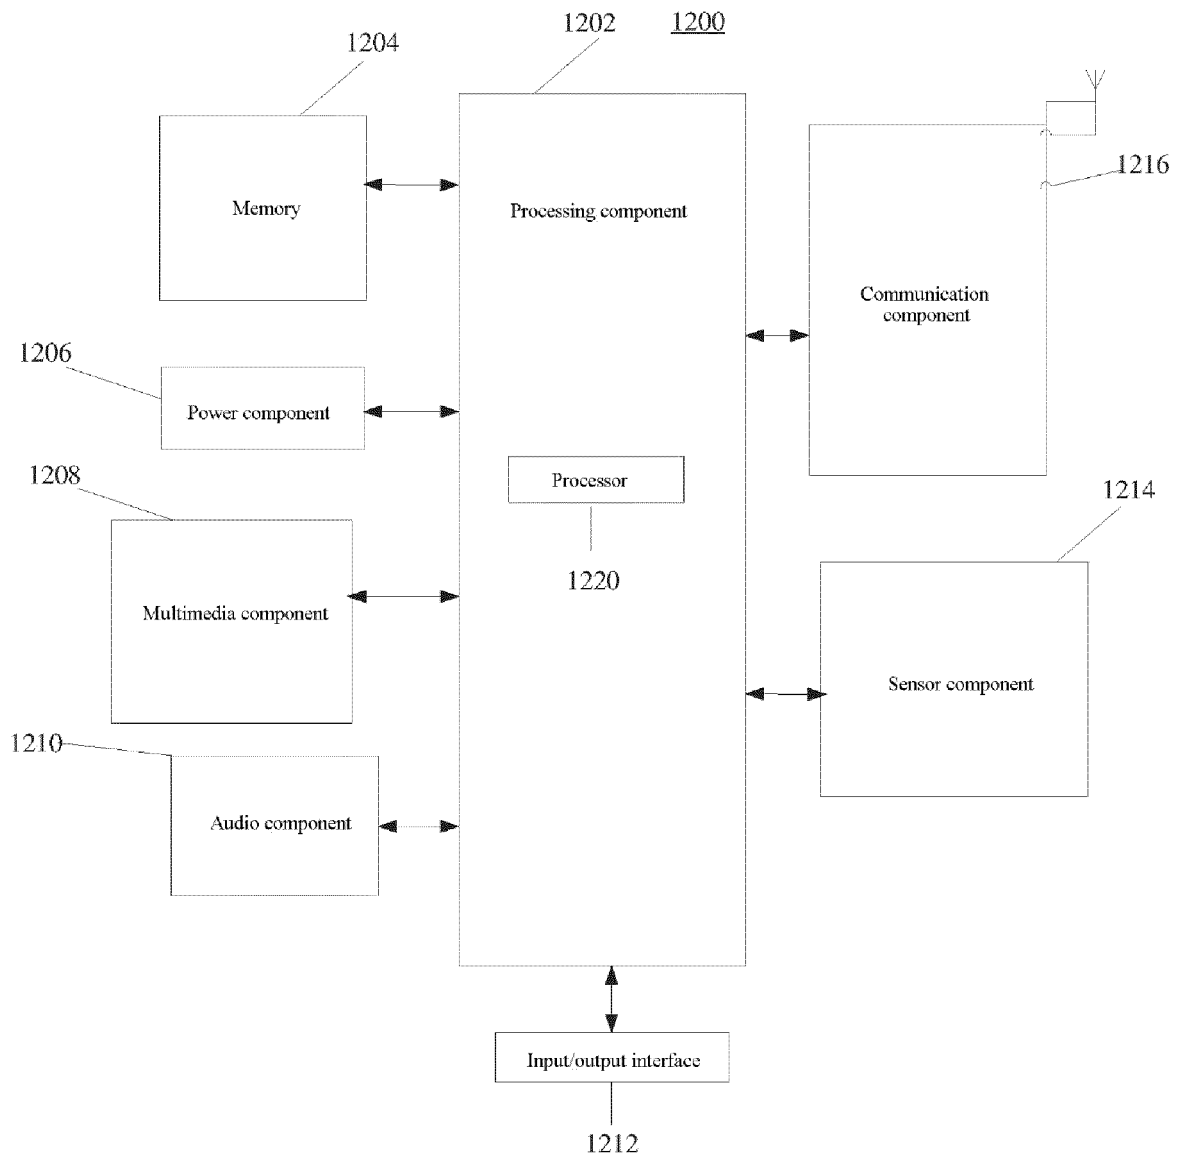 1202
1200
1204
1216
Memory
Processing component
Communication
component
1206
Power component
1208
Processor
1214
1220
Multimedia component
Sensor component
1210
Audio component
Input/output interface
1212